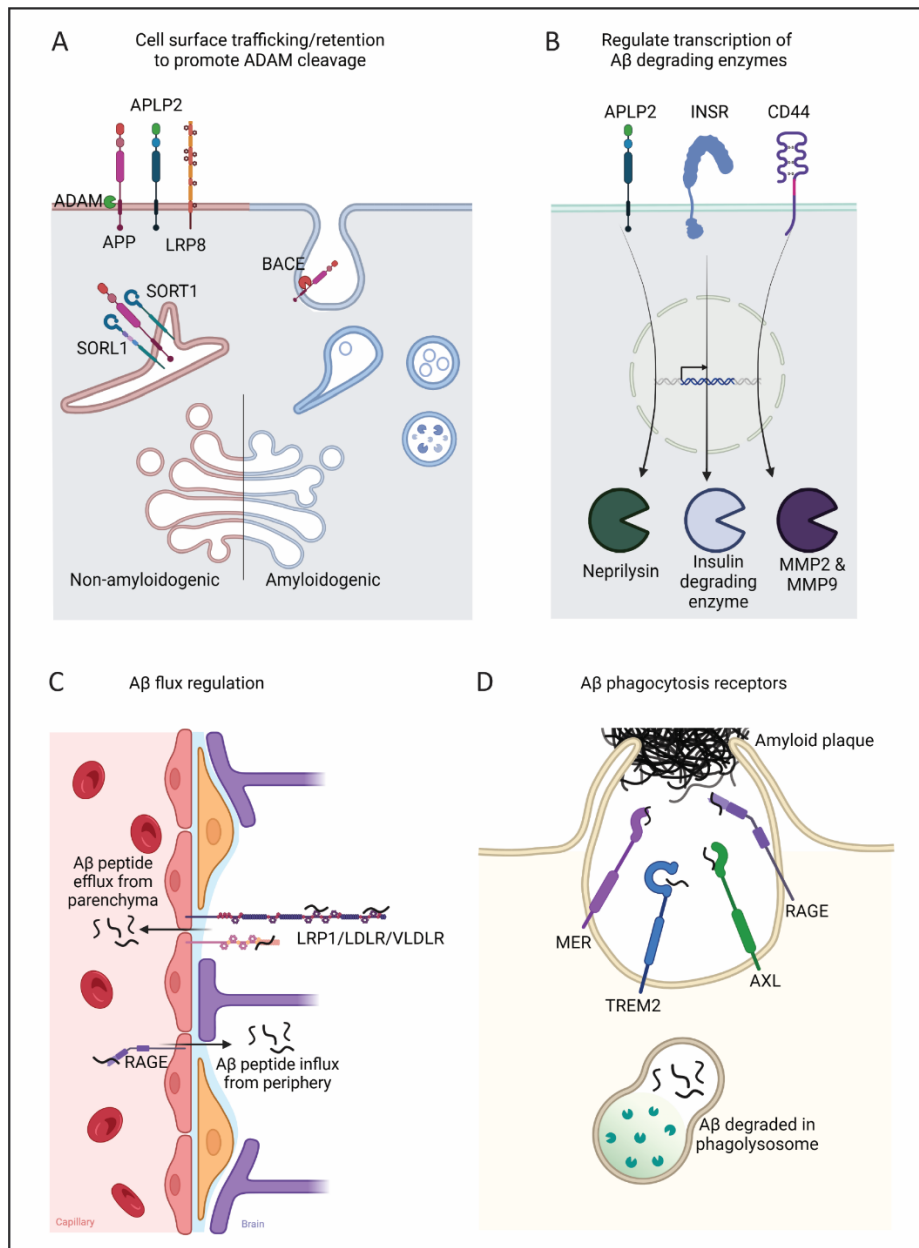 A
Cell surface trafficking/retention
to promote ADAM cleavage
APLP2
ADAM
APP
LRP8
BACE
SORT1
SORL1
Non-amyloidogenic
Amyloidogenic
B
Regulate transcription of
Aβ degrading enzymes
APLP2
INSR
CD44
Neprilysin
Insulin
degrading
enzyme
MMP2 &
MMP9
C
Aβ flux regulation
Aβ peptide
efflux from
parenchyma
LRP1/LDLR/VLDLR
RAGE
Aβ peptide influx
from periphery
Capillary
Brain
D
Aβ phagocytosis receptors
Amyloid plaque
MER
RAGE
TREM2
AXL
Aβ degraded in
phagolysosome